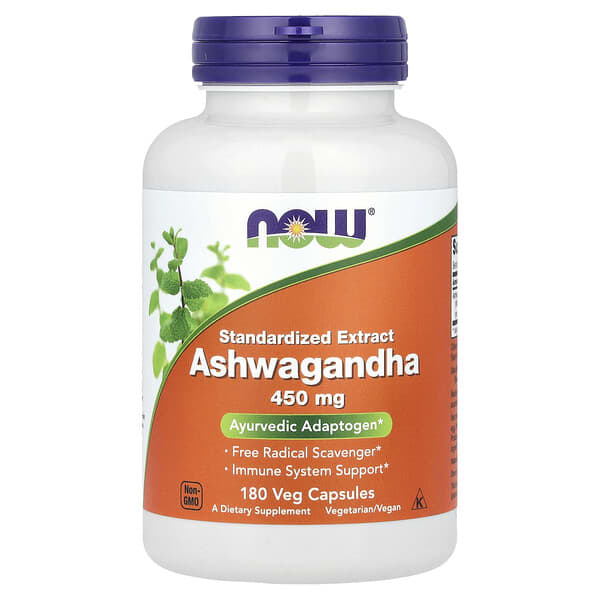 NOW®
Standardized Extract
Ashwagandha
450 mg
Ayurvedic Adaptogen*
• Free Radical Scavenger*
• Immune System Support*
180 Veg Capsules
Non-
GMO
A Dietary Supplement Vegetarian/Vegan
K